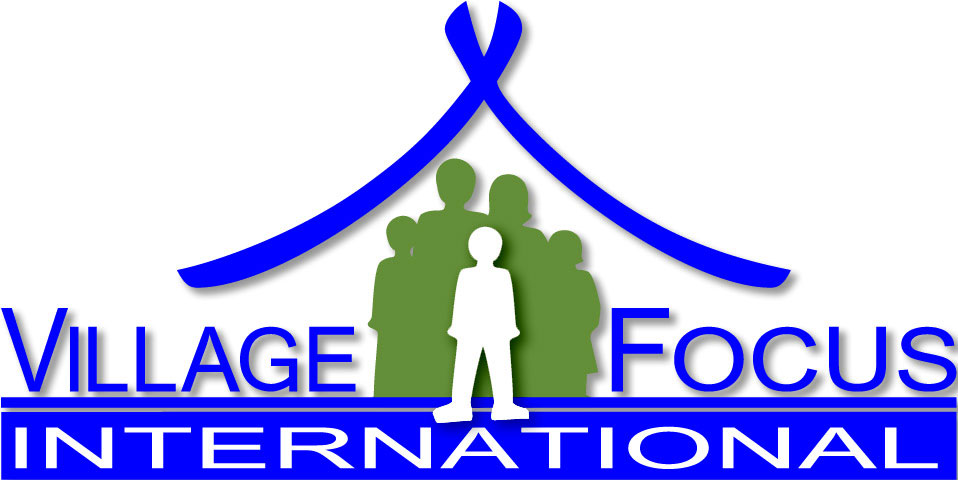 VILLAGE FOCUS
INTERNATIONAL